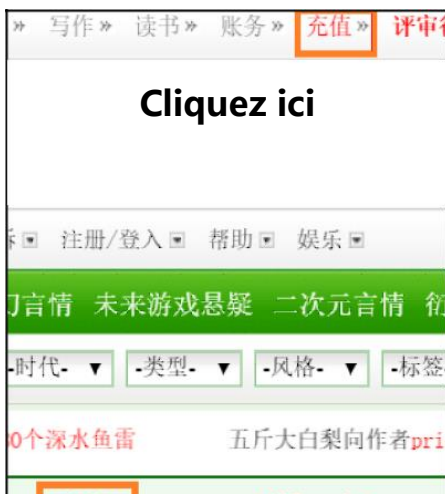 » 写作» 读书» 账务» 充值» 评审
Cliquez ici
注册/登入 帮助 娱乐
言情 未来游戏悬疑 二次元言情 衍
-时代- ▼ -类型- ▼ -风格- ▼ -标签
0个深水鱼雷 五斤大白梨向作者pri